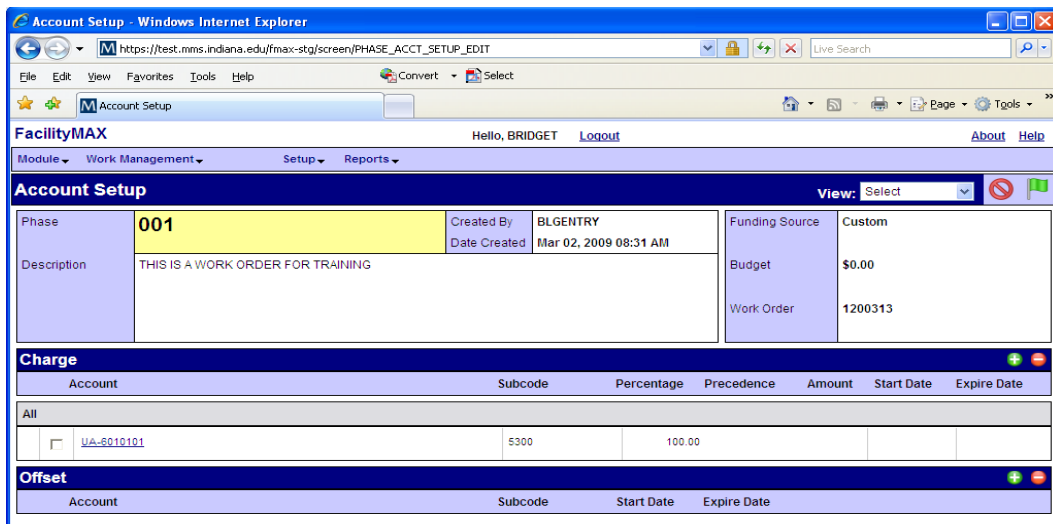 Account Setup - Windows Internet Explorer
https://test.mms.indiana.edu/fmax-stg/screen/PHASE_ACCT_SETUP_EDIT Live Search
File Edit View Favorites Tools Help Convert Select
Account Setup Page Tools »
FacilityMAX Hello, BRIDGET Logout About Help
Module Work Management Setup Reports
Account Setup View: Select
Phase 001 Created By BLGENTRY Funding Source Custom
Date Created Mar 02, 2009 08:31 AM
Description THIS IS A WORK ORDER FOR TRAINING Budget $0.00
Work Order 1200313
Charge
Account Subcode Percentage Precedence Amount Start Date Expire Date
All
UA-6010101 5300 100.00
Offset
Account Subcode Start Date Expire Date